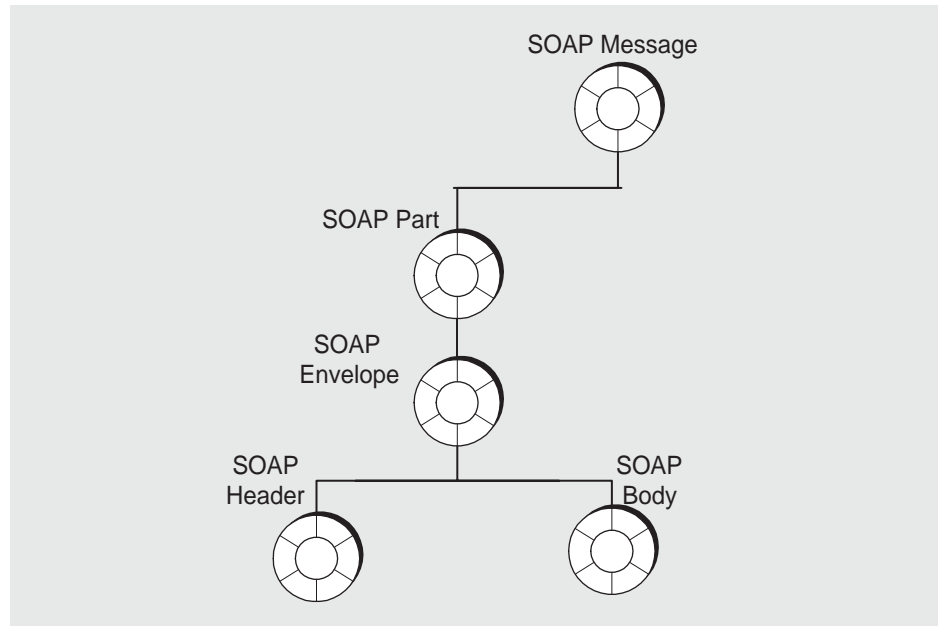 SOAP Message
SOAP Part
SOAP
Envelope
SOAP
Header
SOAP
Body